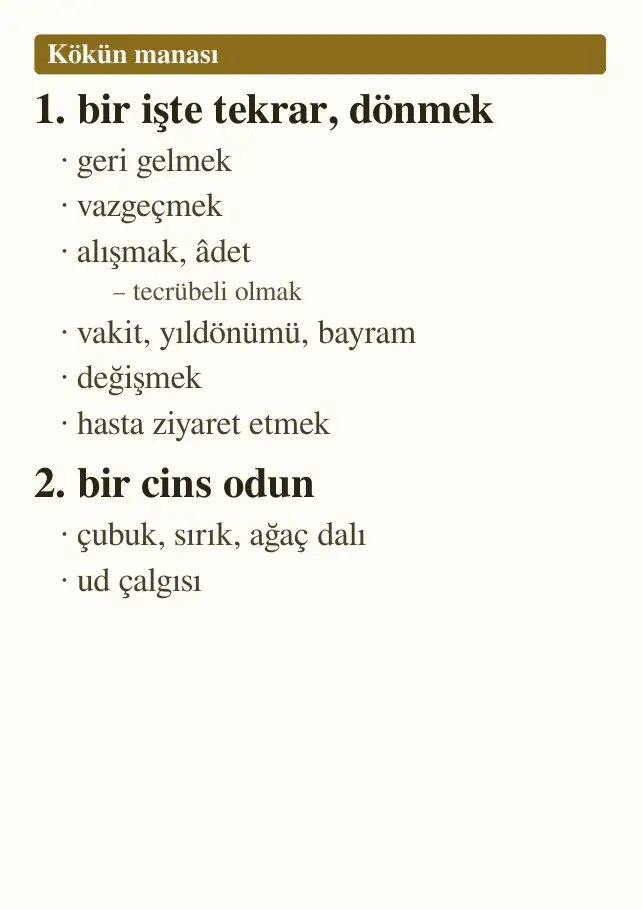 Kökün manası
1. bir işte tekrar, dönmek
· geri gelmek
· vazgeçmek
· alışmak, âdet
– tecrübeli olmak
· vakit, yıldönümü, bayram
· değişmek
· hasta ziyaret etmek
2. bir cins odun
· çubuk, sırık, ağaç dalı
· ud çalgısı